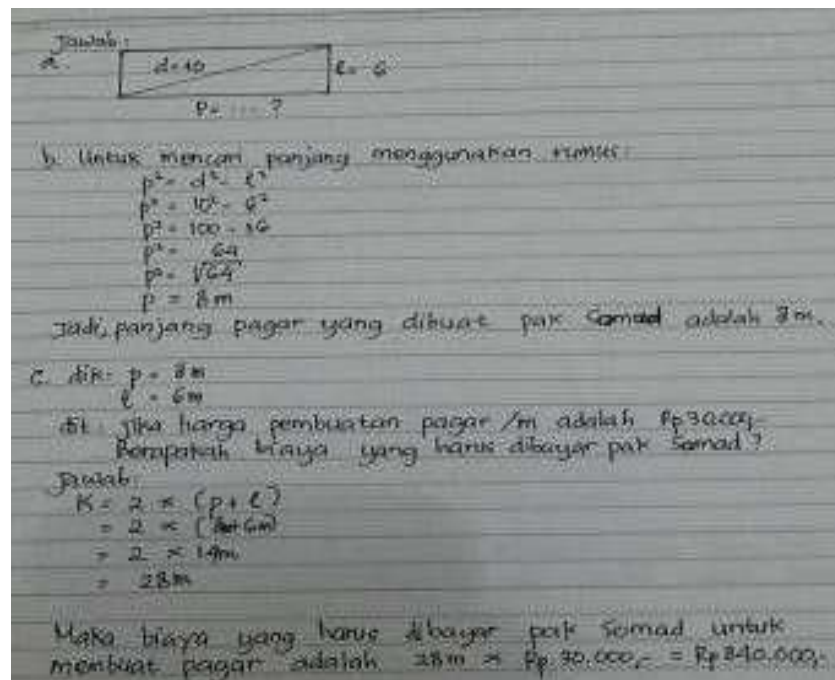 Jawab:
a. d=10 l= 6
P= .... ?
b. Untuk mencari panjang menggunakan rumus:
p² = d² - l²
p² = 10² - 6²
p² = 100 - 36
p² = 64
p = √64
p = 8 m
Jadi, panjang pagar yang dibuat pak Somad adalah 8 m.
c. dik: p = 8 m
l = 6 m
dit: Jika harga pembuatan pagar /m adalah Rp 30.000,-
Berapakah biaya yang harus dibayar pak Somad?
Jawab:
K = 2 × (p + l)
= 2 × (8m+6m)
= 2 × 14m
= 28m
Maka biaya yang harus dibayar pak Somad untuk
membuat pagar adalah 28m × Rp. 30.000,- = Rp 840.000,-